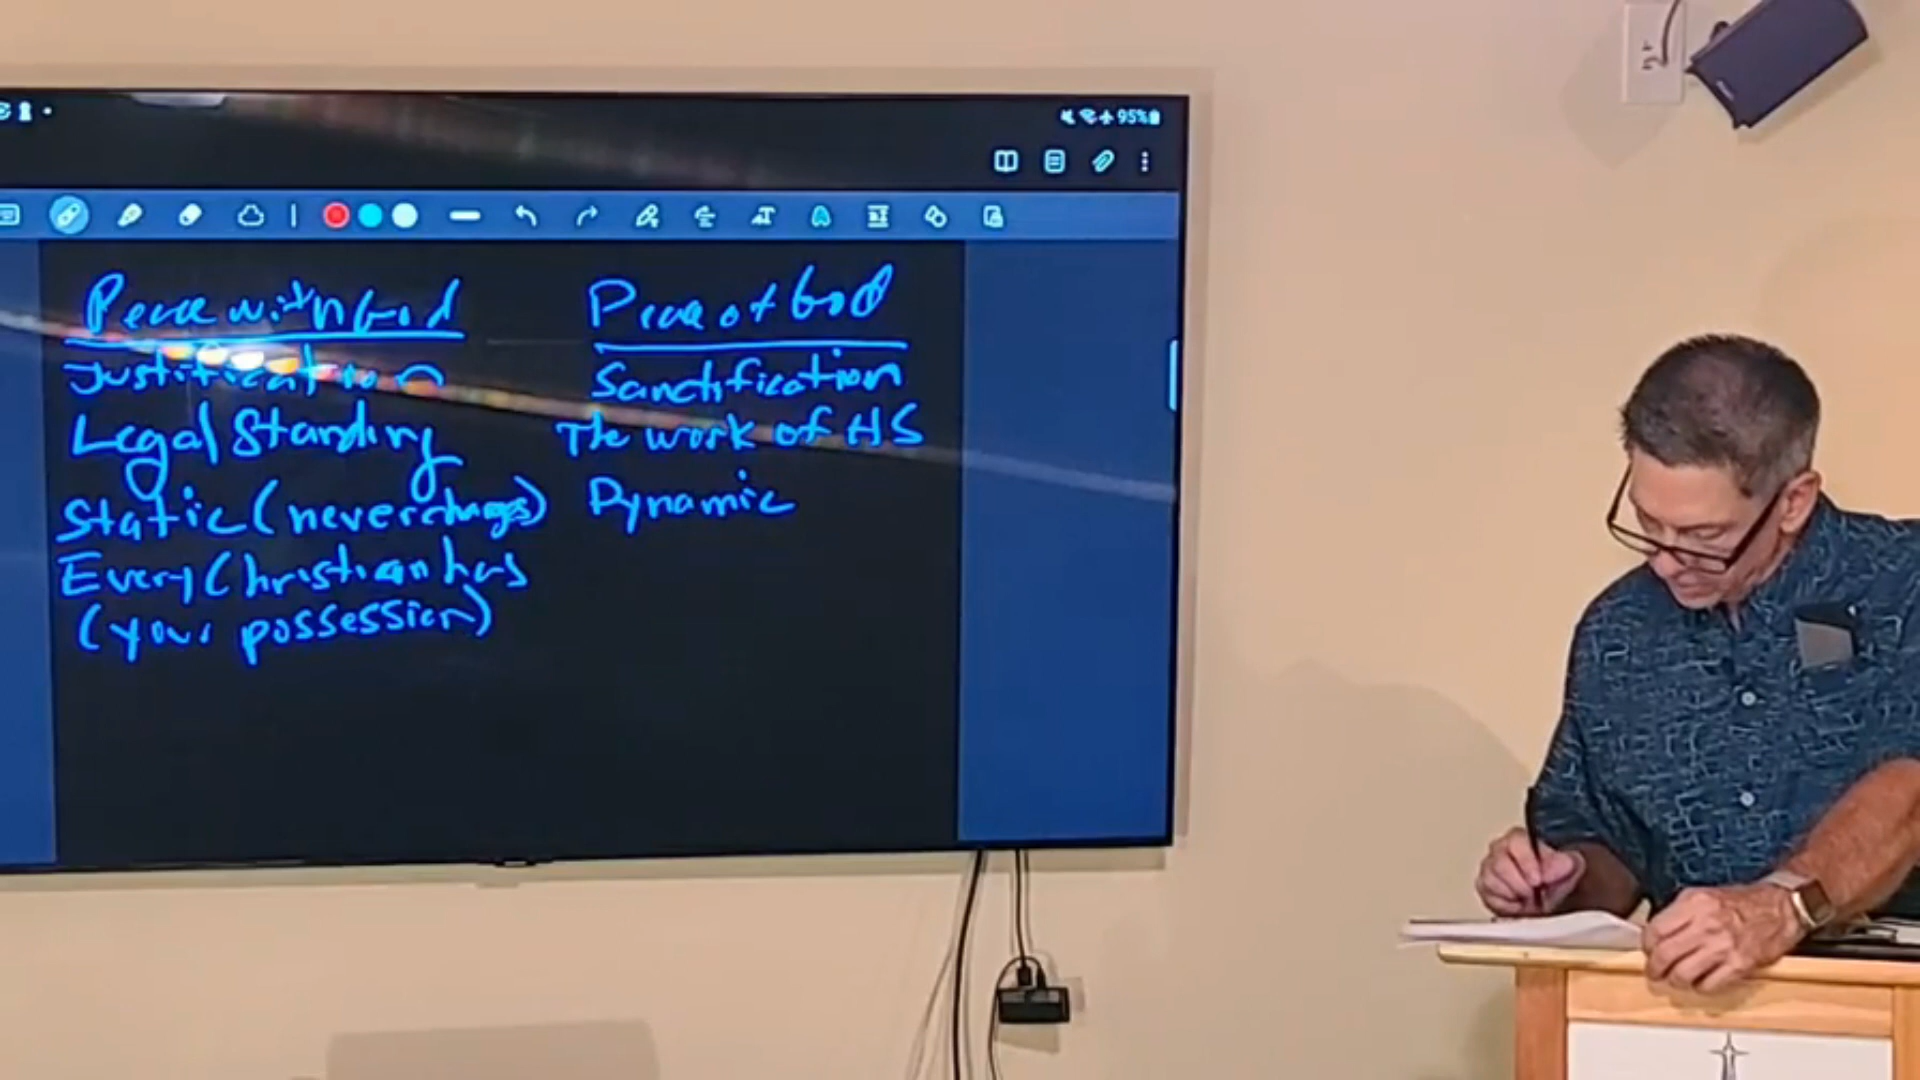 95%
Peace with God
Justification
Legal Standing
Static (never changes)
Every Christian has
(your possession)
Peace of God
Sanctification
The work of HS
Dynamic